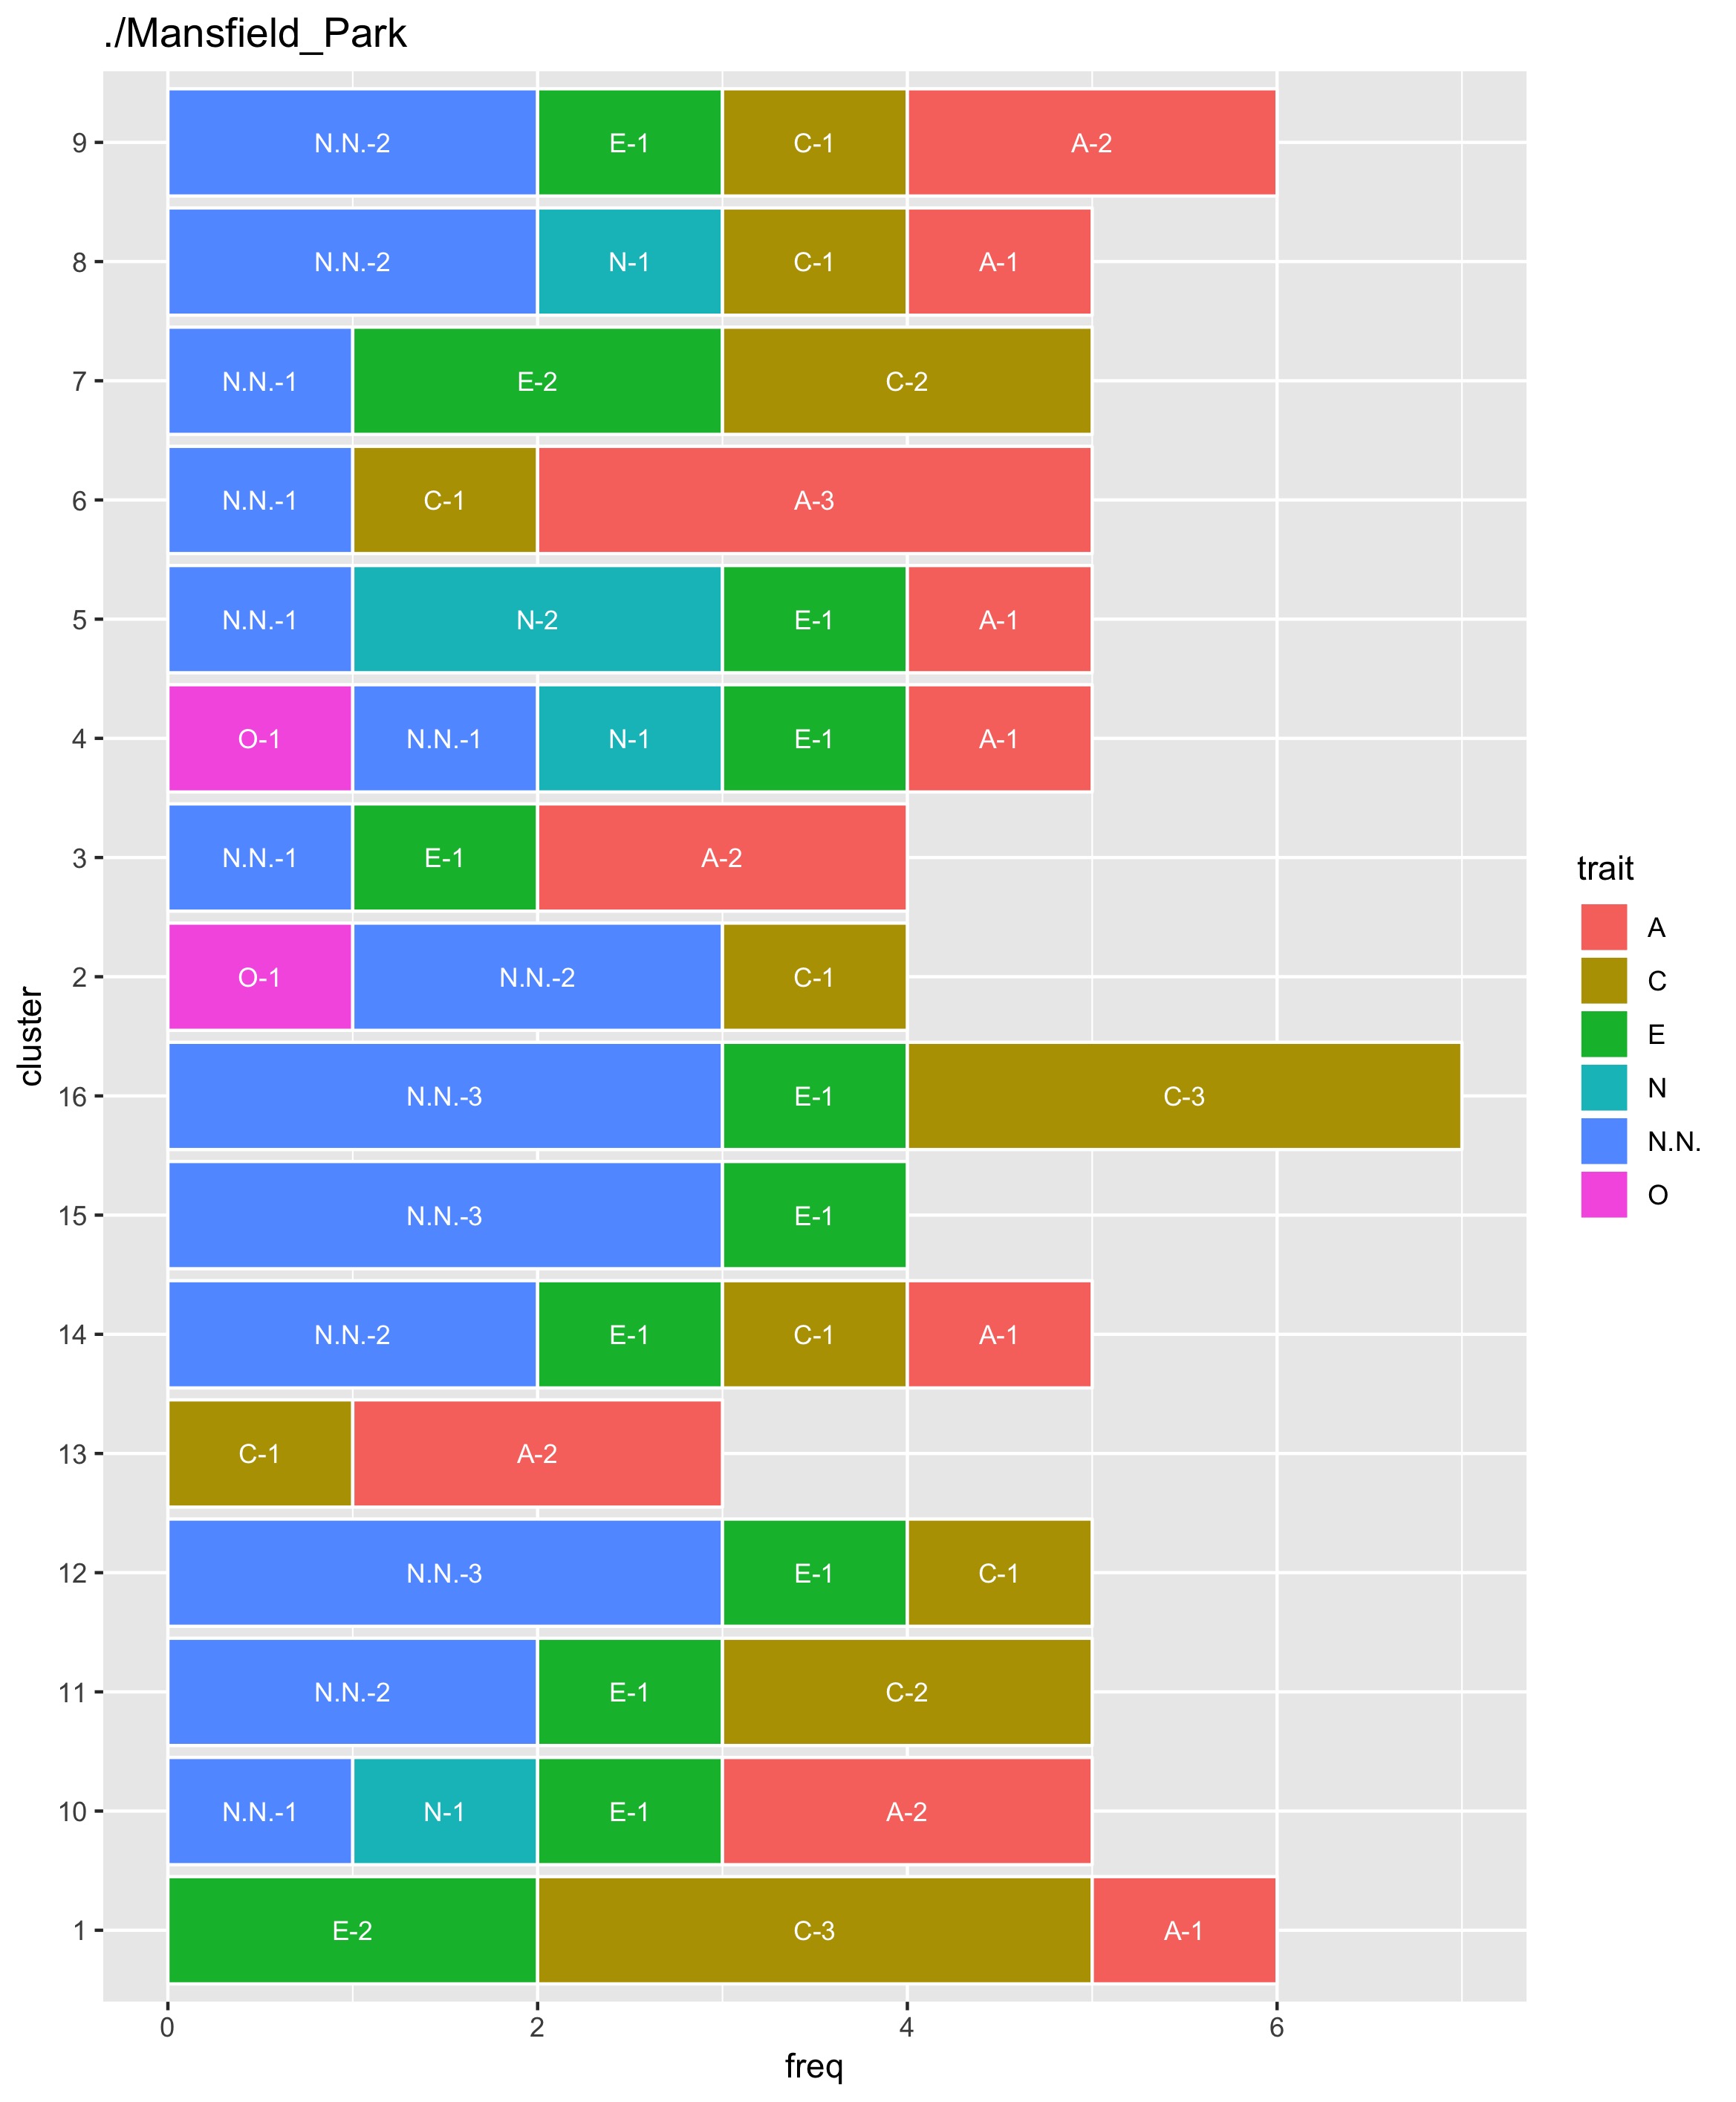 ./Mansfield_Park
cluster
9 N.N.-2 E-1 C-1 A-2
8 N.N.-2 N-1 C-1 A-1
7 N.N.-1 E-2 C-2
6 N.N.-1 C-1 A-3
5 N.N.-1 N-2 E-1 A-1
4 O-1 N.N.-1 N-1 E-1 A-1
3 N.N.-1 E-1 A-2
2 O-1 N.N.-2 C-1
16 N.N.-3 E-1 C-3
15 N.N.-3 E-1
14 N.N.-2 E-1 C-1 A-1
13 C-1 A-2
12 N.N.-3 E-1 C-1
11 N.N.-2 E-1 C-2
10 N.N.-1 N-1 E-1 A-2
1 E-2 C-3 A-1
0 2 4 6
freq
trait
A
C
E
N
N.N.
O